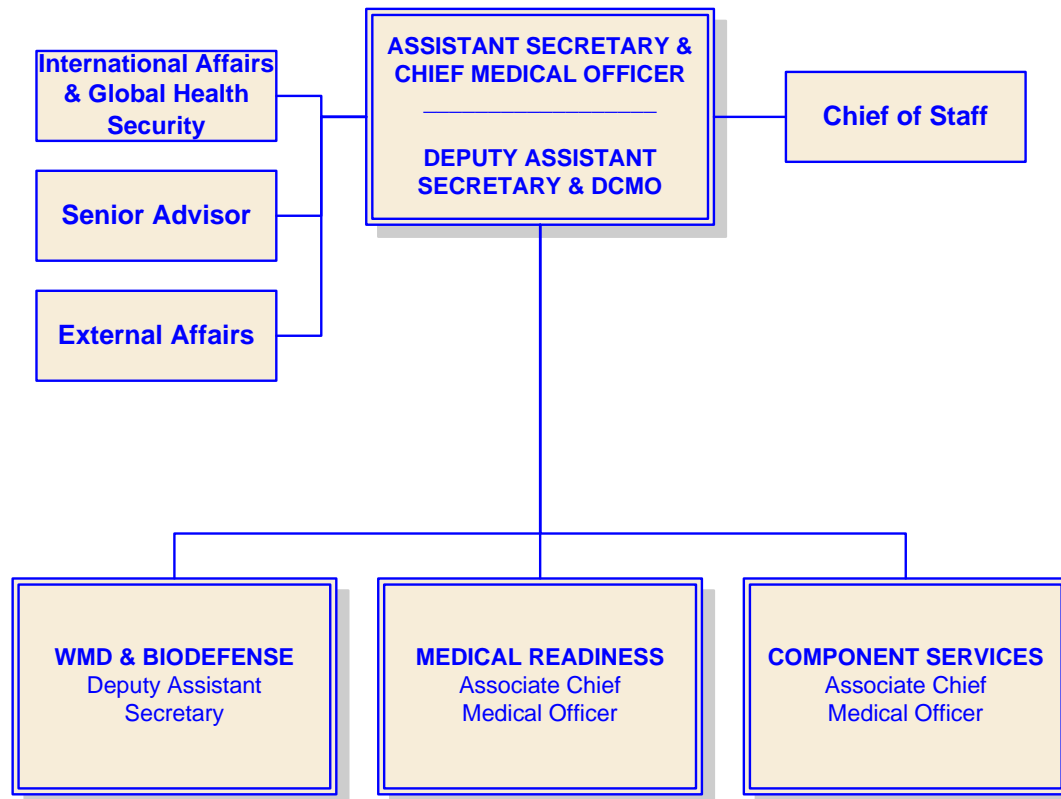 ASSISTANT SECRETARY &
CHIEF MEDICAL OFFICER
DEPUTY ASSISTANT
SECRETARY & DCMO
International Affairs
& Global Health
Security
Senior Advisor
External Affairs
Chief of Staff
WMD & BIODEFENSE
Deputy Assistant
Secretary
MEDICAL READINESS
Associate Chief
Medical Officer
COMPONENT SERVICES
Associate Chief
Medical Officer